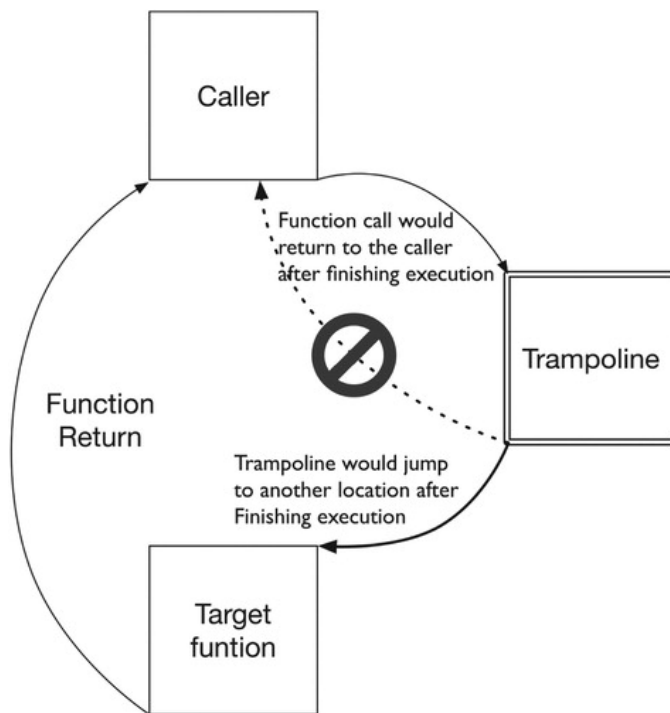 Caller
Function call would
return to the caller
after finishing execution
Trampoline
Function
Return
Trampoline would jump
to another location after
Finishing execution
Target
funtion